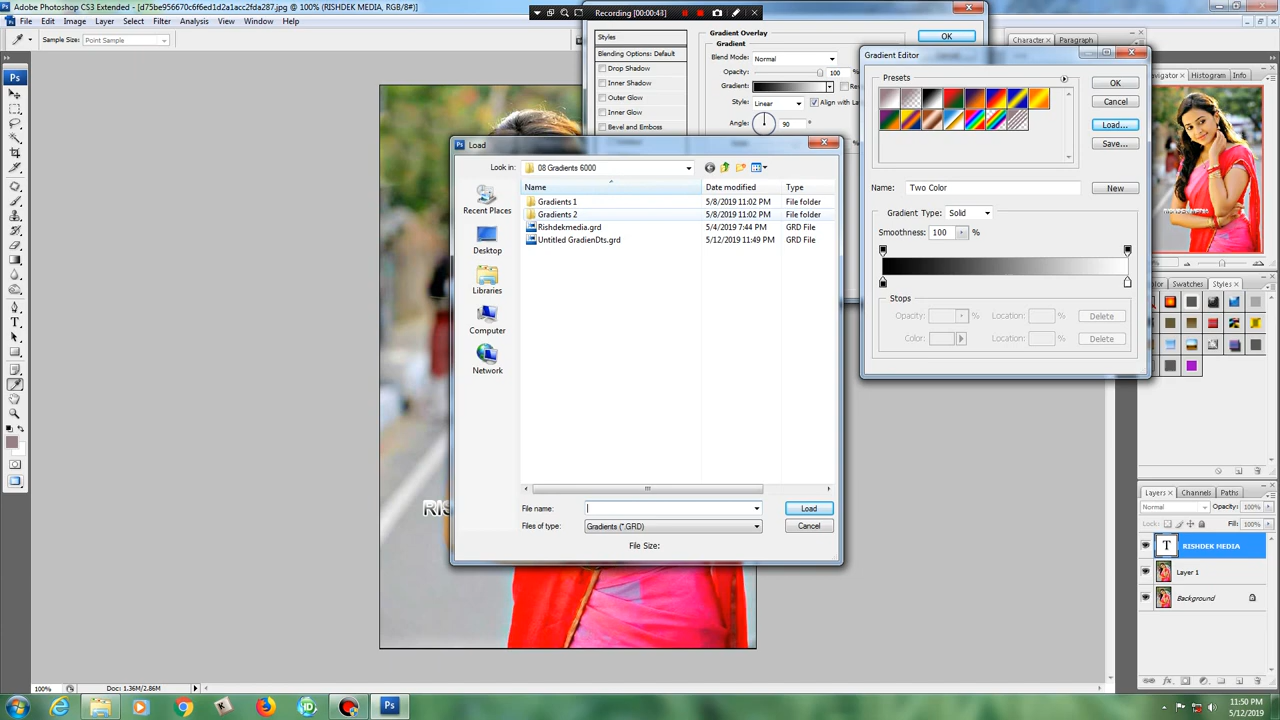 Adobe Photoshop CS3 Extended - [d75be956670c6f6ed1d2a1acc2fda287.jpg @ 100% (RISHDEK MEDIA, RGB/8#)]
Recording [00:00:43]
File Edit Image Layer Select Filter Analysis View Window Help
Sample Size: Point Sample
Styles
Blending Options: Default
Drop Shadow
Inner Shadow
Outer Glow
Inner Glow
Bevel and Emboss
Gradient Overlay
Gradient
Blend Mode: Normal
Opacity: 100 %
Gradient:
Style: Linear Align with
Angle: 90 °
OK
Character Paragraph
Gradient Editor
Presets
OK
Cancel
Load...
Save...
Name: Two Color
New
Gradient Type: Solid
Smoothness: 100 %
Stops
Opacity: % Location: % Delete
Color: Location: % Delete
Histogram Info
Swatches Styles
Load
Look in: 08 Gradients 6000
Name Date modified Type
Gradients 1 5/8/2019 11:02 PM File folder
Gradients 2 5/8/2019 11:02 PM File folder
Rishdekmedia.grd 5/4/2019 7:44 PM GRD File
Untitled GradienDts.grd 5/12/2019 11:49 PM GRD File
Recent Places
Desktop
Libraries
Computer
Network
File name: Load
Files of type: Gradients (*.GRD) Cancel
File Size:
Layers Channels Paths
Normal Opacity: 100%
Lock: Fill: 100%
T RISHDEK MEDIA
Layer 1
Background
100% Doc: 1.36M/2.86M
11:50 PM
5/12/2019